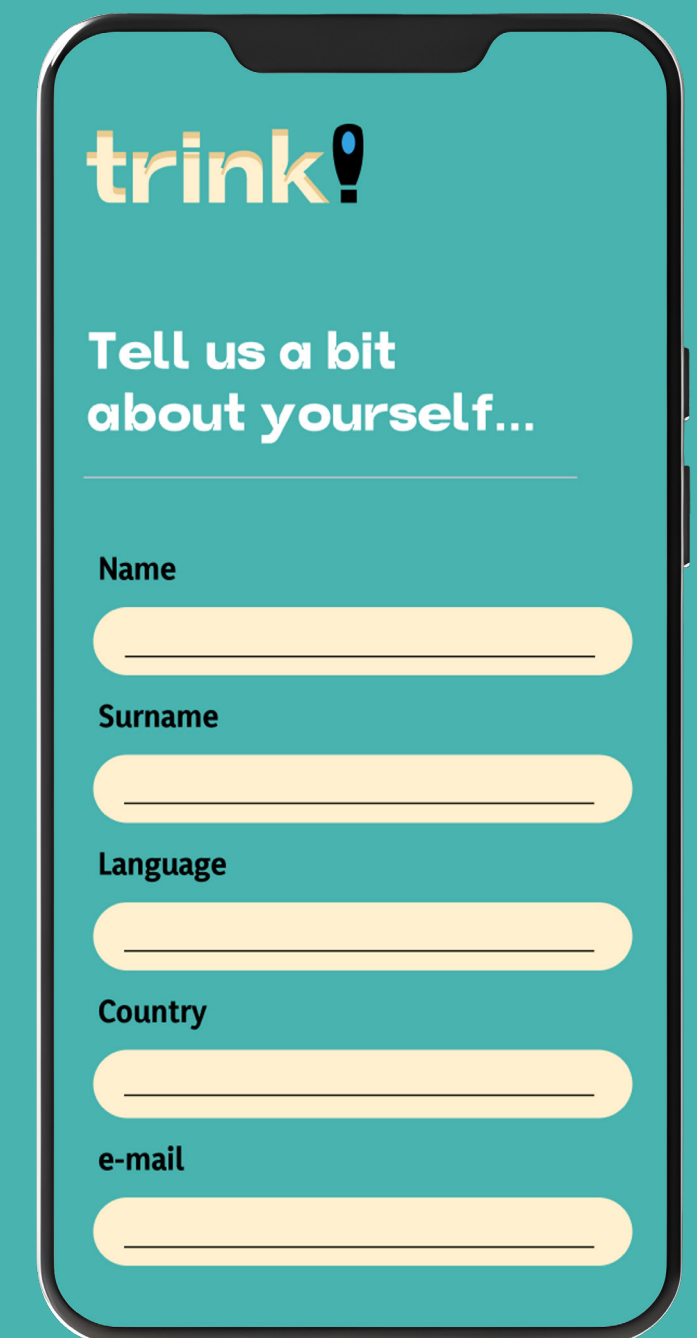 trink!
Tell us a bit
about yourself...
Name
Surname
Language
Country
e-mail